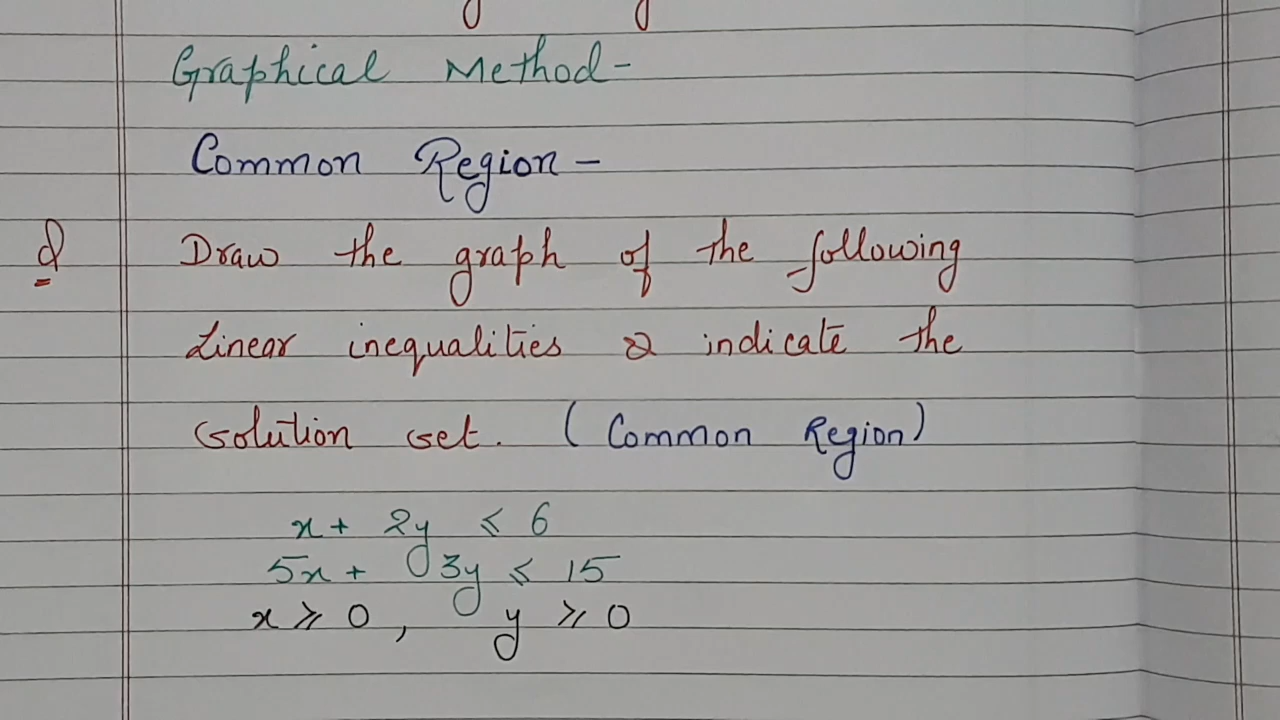 Graphical Method-
Common Region-
Q Draw the graph of the following
Linear inequalities & indicate the
Solution Set. (Common Region)
x + 2y ⩽ 6
5x + 3y ⩽ 15
x ⩾ 0, y ⩾ 0